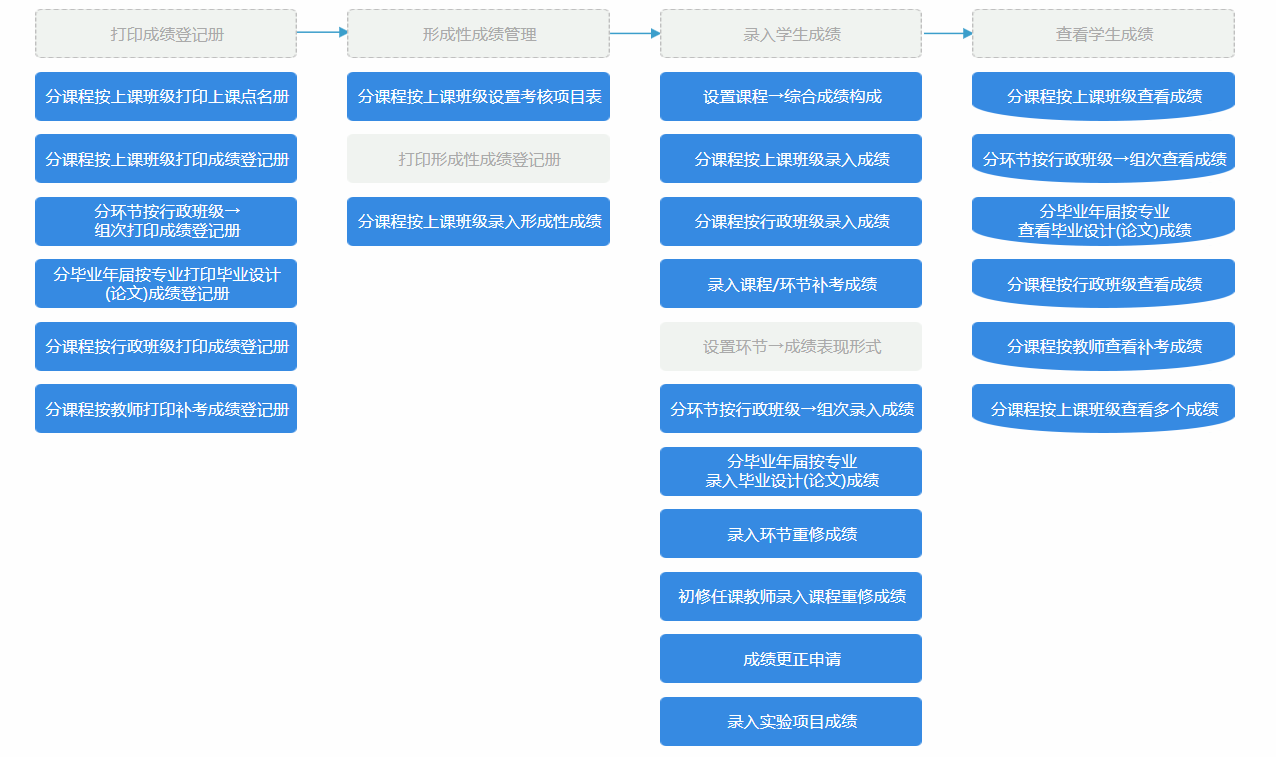 打印成绩登记册
形成性成绩管理
录入学生成绩
查看学生成绩
分课程按上课班级打印上课点名册
分课程按上课班级打印成绩登记册
分环节按行政班级→
组次打印成绩登记册
分毕业年届按专业打印毕业设计
(论文)成绩登记册
分课程按行政班级打印成绩登记册
分课程按教师打印补考成绩登记册
分课程按上课班级设置考核项目表
打印形成性成绩登记册
分课程按上课班级录入形成性成绩
设置课程→综合成绩构成
分课程按上课班级录入成绩
分课程按行政班级录入成绩
录入课程/环节补考成绩
设置环节→成绩表现形式
分环节按行政班级→组次录入成绩
分毕业年届按专业
录入毕业设计(论文)成绩
录入环节重修成绩
初修任课教师录入课程重修成绩
成绩更正申请
录入实验项目成绩
分课程按上课班级查看成绩
分环节按行政班级→组次查看成绩
分毕业年届按专业
查看毕业设计(论文)成绩
分课程按行政班级查看成绩
分课程按教师查看补考成绩
分课程按上课班级查看多个成绩